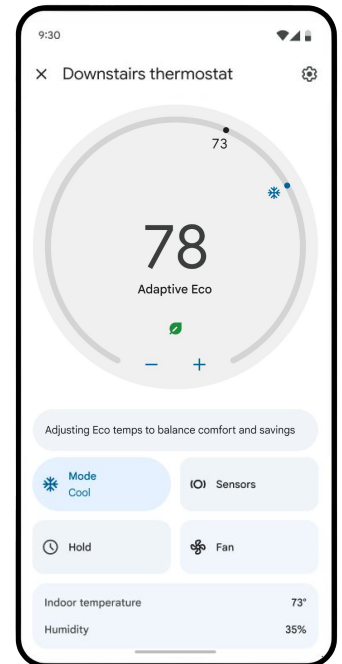 9:30
Downstairs thermostat
73
78
Adaptive Eco
Adjusting Eco temps to balance comfort and savings
Mode
Cool
Sensors
Hold
Fan
Indoor temperature 73°
Humidity 35%